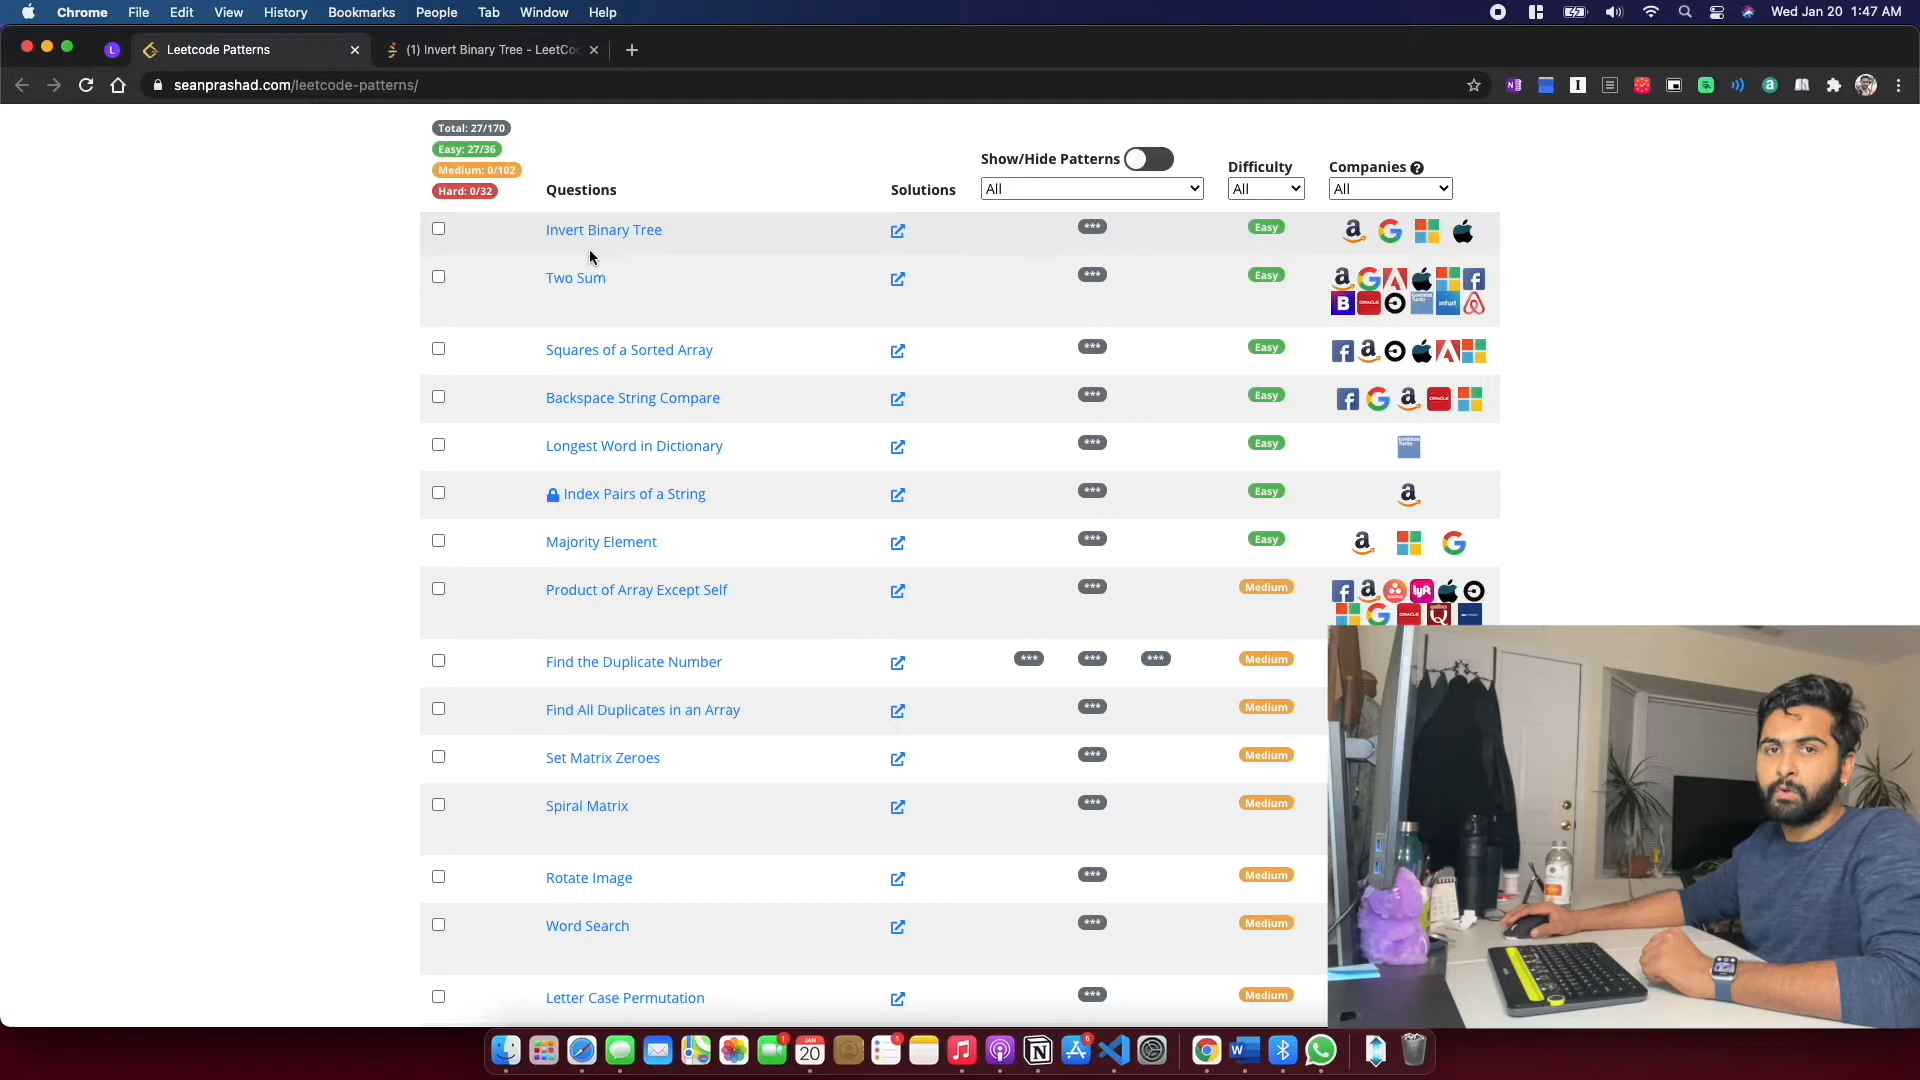 Chrome File Edit View History Bookmarks People Tab Window Help Wed Jan 20 1:47 AM
L Leetcode Patterns (1) Invert Binary Tree - LeetCo
seanprashad.com/leetcode-patterns/
Total: 27/170
Easy: 27/36
Medium: 0/102
Hard: 0/32
Questions Solutions Show/Hide Patterns Difficulty Companies
All All All
Invert Binary Tree *** Easy
Two Sum *** Easy
Squares of a Sorted Array *** Easy
Backspace String Compare *** Easy
Longest Word in Dictionary *** Easy
Index Pairs of a String *** Easy
Majority Element *** Easy
Product of Array Except Self *** Medium
Find the Duplicate Number *** *** *** Medium
Find All Duplicates in an Array *** Medium
Set Matrix Zeroes *** Medium
Spiral Matrix *** Medium
Rotate Image *** Medium
Word Search *** Medium
Letter Case Permutation *** Medium
JAN
20